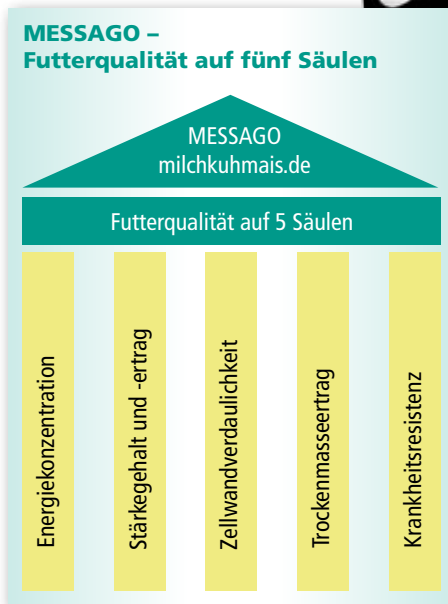 MESSAGO –
Futterqualität auf fünf Säulen
MESSAGO
milchkuhmais.de
Futterqualität auf 5 Säulen
Energiekonzentration
Stärkegehalt und -ertrag
Zellwandverdaulichkeit
Trockenmasseertrag
Krankheitsresistenz